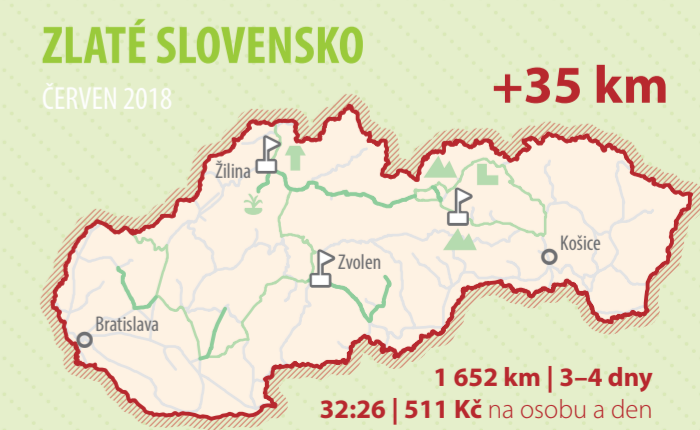 ZLATÉ SLOVENSKO
ČERVEN 2018
+35 km
Žilina
Košice
Zvolen
Bratislava
1 652 km | 3–4 dny
32:26 | 511 Kč na osobu a den